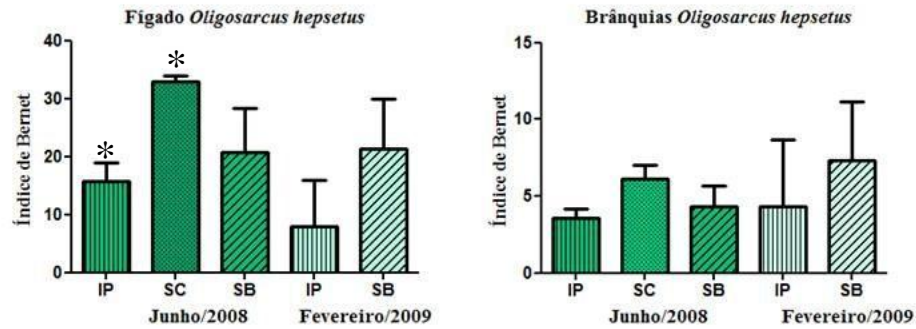 Fígado Oligosarcus hepsetus
Índice de Bernet
40
30
20
10
0
*
*
IP SC SB IP SB
Junho/2008 Fevereiro/2009
Brânquias Oligosarcus hepsetus
Índice de Bernet
15
10
5
0
IP SC SB IP SB
Junho/2008 Fevereiro/2009